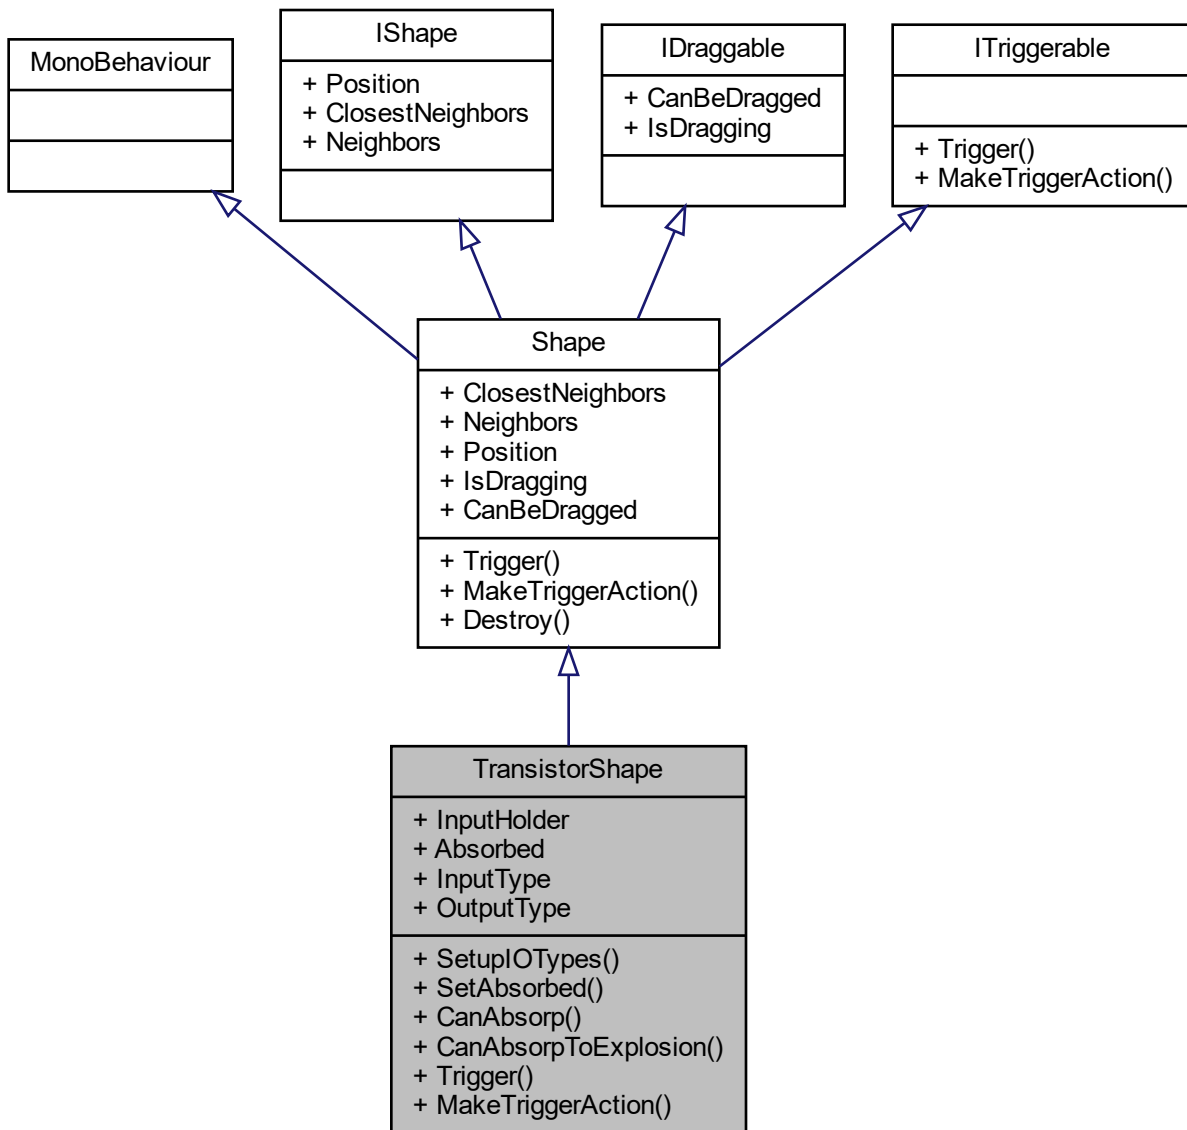 MonoBehaviour
IShape
+ Position
+ ClosestNeighbors
+ Neighbors
IDraggable
+ CanBeDragged
+ IsDragging
ITriggerable
+ Trigger()
+ MakeTriggerAction()
Shape
+ ClosestNeighbors
+ Neighbors
+ Position
+ IsDragging
+ CanBeDragged
+ Trigger()
+ MakeTriggerAction()
+ Destroy()
TransistorShape
+ InputHolder
+ Absorbed
+ InputType
+ OutputType
+ SetupIOTypes()
+ SetAbsorbed()
+ CanAbsorp()
+ CanAbsorpToExplosion()
+ Trigger()
+ MakeTriggerAction()